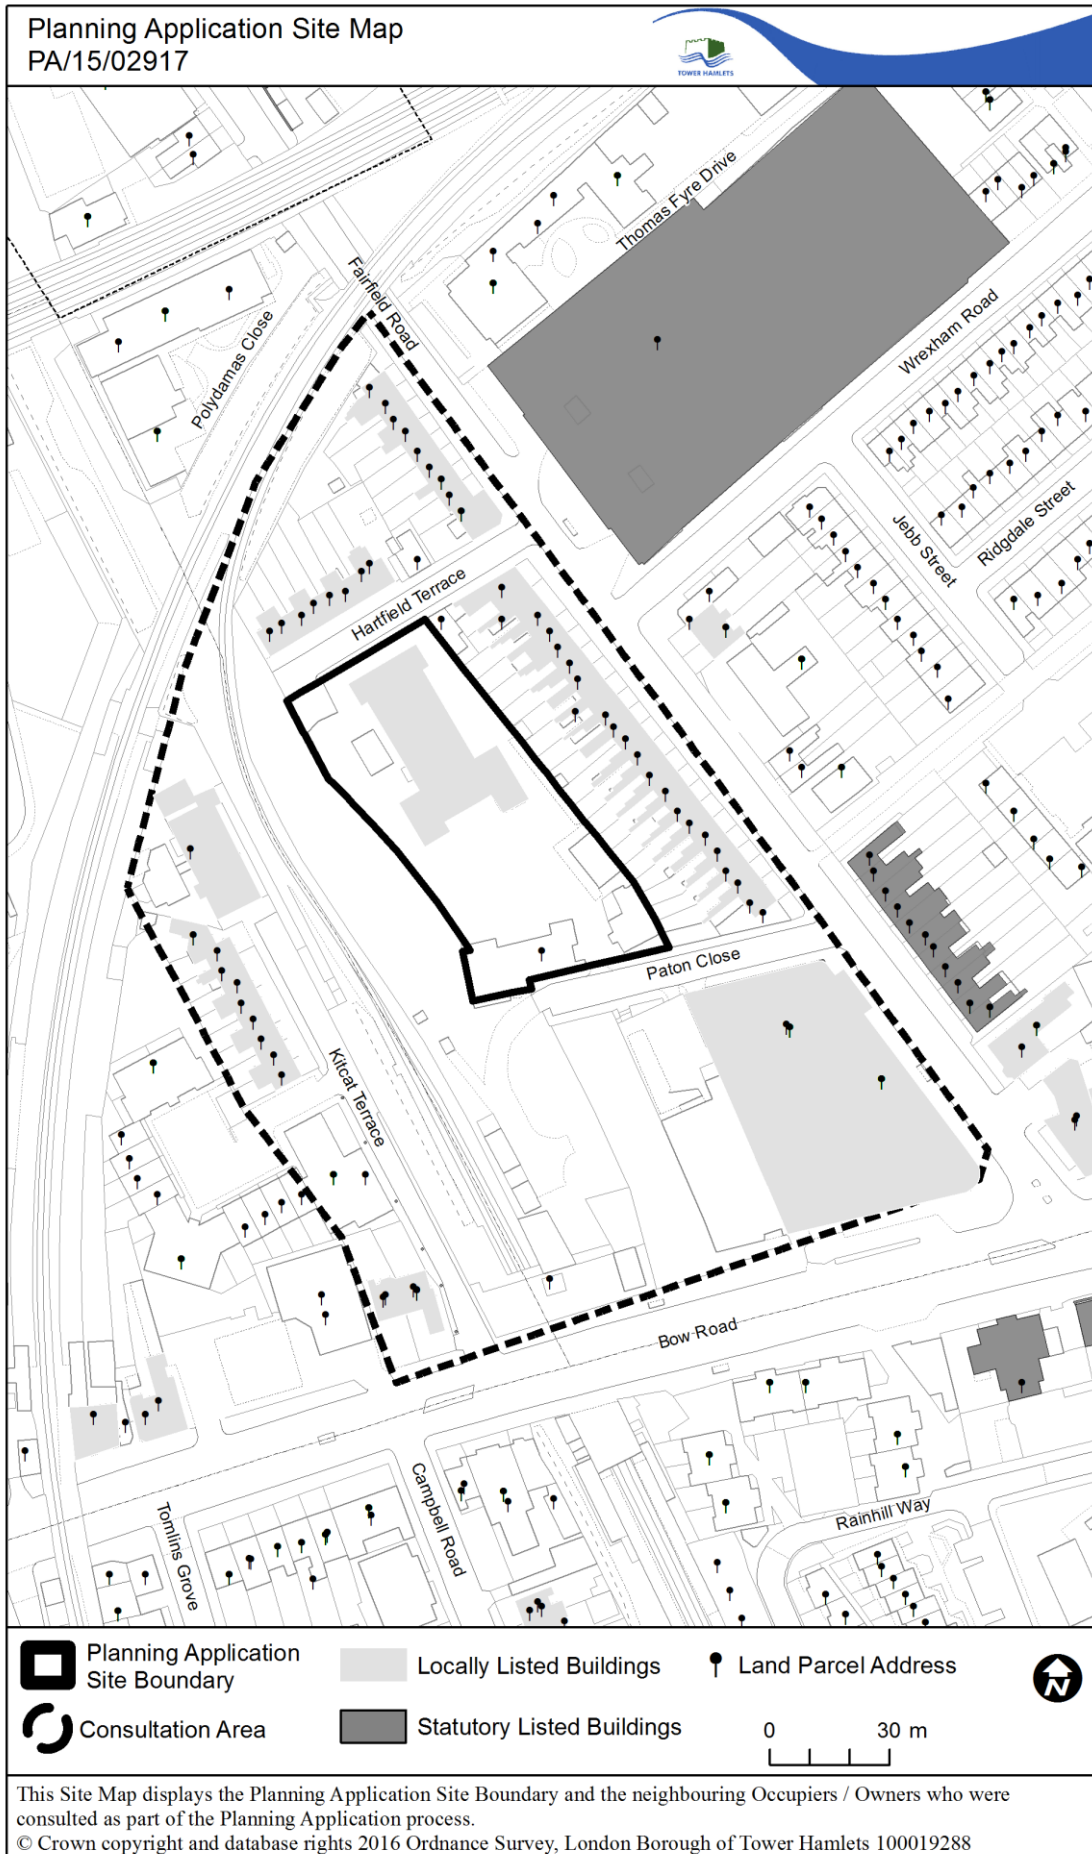 Planning Application Site Map
PA/15/02917
TOWER HAMLETS
Thomas Fyre Drive
Fairfield Road
Polydamas Close
Wrexham Road
Jebb Street
Ridgdale Street
Hartfield Terrace
Paton Close
Kitcat Terrace
Bow Road
Campbell Road
Rainhill Way
Tomlins Grove
Planning Application
Site Boundary
Locally Listed Buildings
Land Parcel Address
N
Consultation Area
Statutory Listed Buildings
0 30 m
This Site Map displays the Planning Application Site Boundary and the neighbouring Occupiers / Owners who were
consulted as part of the Planning Application process.
© Crown copyright and database rights 2016 Ordnance Survey, London Borough of Tower Hamlets 100019288